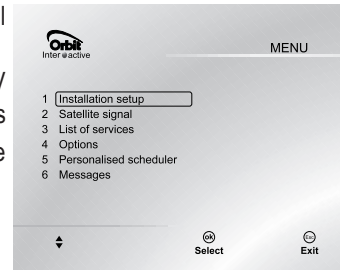 Orbit
Inter active
MENU
1 Installation setup
2 Satellite signal
3 List of services
4 Options
5 Personalised scheduler
6 Messages
ok
Select
Esc
Exit